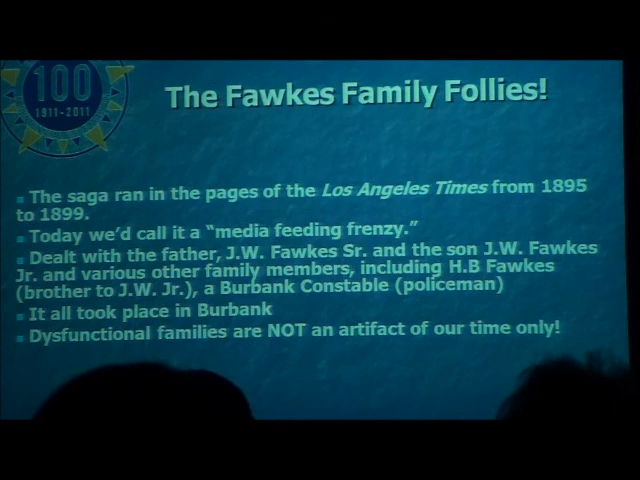 100
1911-2011
The Fawkes Family Follies!
The saga ran in the pages of the Los Angeles Times from 1895
to 1899.
Today we'd call it a “media feeding frenzy.”
Dealt with the father, J.W. Fawkes Sr. and the son J.W. Fawkes
Jr. and various other family members, including H.B Fawkes
(brother to J.W. Jr.), a Burbank Constable (policeman)
It all took place in Burbank
Dysfunctional families are NOT an artifact of our time only!